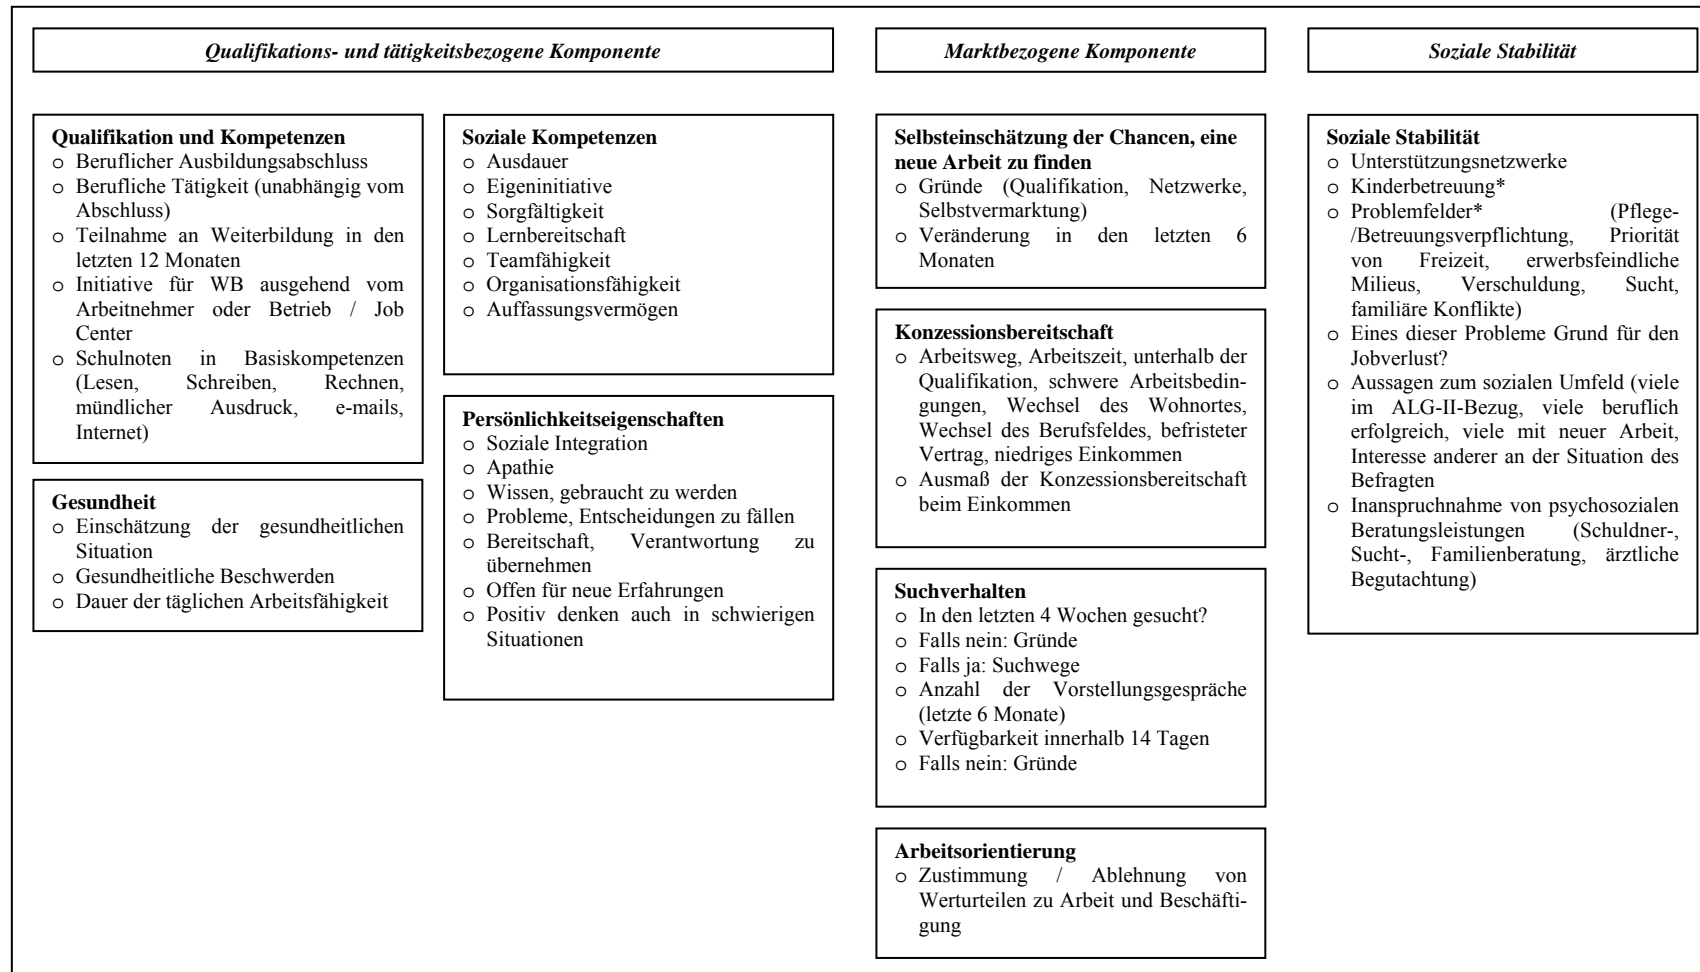 Qualifikations- und tätigkeitsbezogene Komponente
Marktbezogene Komponente
Soziale Stabilität
Qualifikation und Kompetenzen
o Beruflicher Ausbildungsabschluss
o Berufliche Tätigkeit (unabhängig vom
Abschluss)
o Teilnahme an Weiterbildung in den
letzten 12 Monaten
o Initiative für WB ausgehend vom
Arbeitnehmer oder Betrieb / Job
Center
o Schulnoten in Basiskompetenzen
(Lesen, Schreiben, Rechnen,
mündlicher Ausdruck, e-mails,
Internet)
Gesundheit
o Einschätzung der gesundheitlichen
Situation
o Gesundheitliche Beschwerden
o Dauer der täglichen Arbeitsfähigkeit
Soziale Kompetenzen
o Ausdauer
o Eigeninitiative
o Sorgfältigkeit
o Lernbereitschaft
o Teamfähigkeit
o Organisationsfähigkeit
o Auffassungsvermögen
Persönlichkeitseigenschaften
o Soziale Integration
o Apathie
o Wissen, gebraucht zu werden
o Probleme, Entscheidungen zu fällen
o Bereitschaft, Verantwortung zu
übernehmen
o Offen für neue Erfahrungen
o Positiv denken auch in schwierigen
Situationen
Selbsteinschätzung der Chancen, eine
neue Arbeit zu finden
o Gründe (Qualifikation, Netzwerke,
Selbstvermarktung)
o Veränderung in den letzten 6
Monaten
Konzessionsbereitschaft
o Arbeitsweg, Arbeitszeit, unterhalb der
Qualifikation, schwere Arbeitsbedin-
gungen, Wechsel des Wohnortes,
Wechsel des Berufsfeldes, befristeter
Vertrag, niedriges Einkommen
o Ausmaß der Konzessionsbereitschaft
beim Einkommen
Suchverhalten
o In den letzten 4 Wochen gesucht?
o Falls nein: Gründe
o Falls ja: Suchwege
o Anzahl der Vorstellungsgespräche
(letzte 6 Monate)
o Verfügbarkeit innerhalb 14 Tagen
o Falls nein: Gründe
Arbeitsorientierung
o Zustimmung / Ablehnung von
Werturteilen zu Arbeit und Beschäfti-
gung
Soziale Stabilität
o Unterstützungsnetzwerke
o Kinderbetreuung*
o Problemfelder* (Pflege-
/Betreuungsverpflichtung, Priorität
von Freizeit, erwerbsfeindliche
Milieus, Verschuldung, Sucht,
familiäre Konflikte)
o Eines dieser Probleme Grund für den
Jobverlust?
o Aussagen zum sozialen Umfeld (viele
im ALG-II-Bezug, viele beruflich
erfolgreich, viele mit neuer Arbeit,
Interesse anderer an der Situation des
Befragten
o Inanspruchnahme von psychosozialen
Beratungsleistungen (Schuldner-,
Sucht-, Familienberatung, ärztliche
Begutachtung)